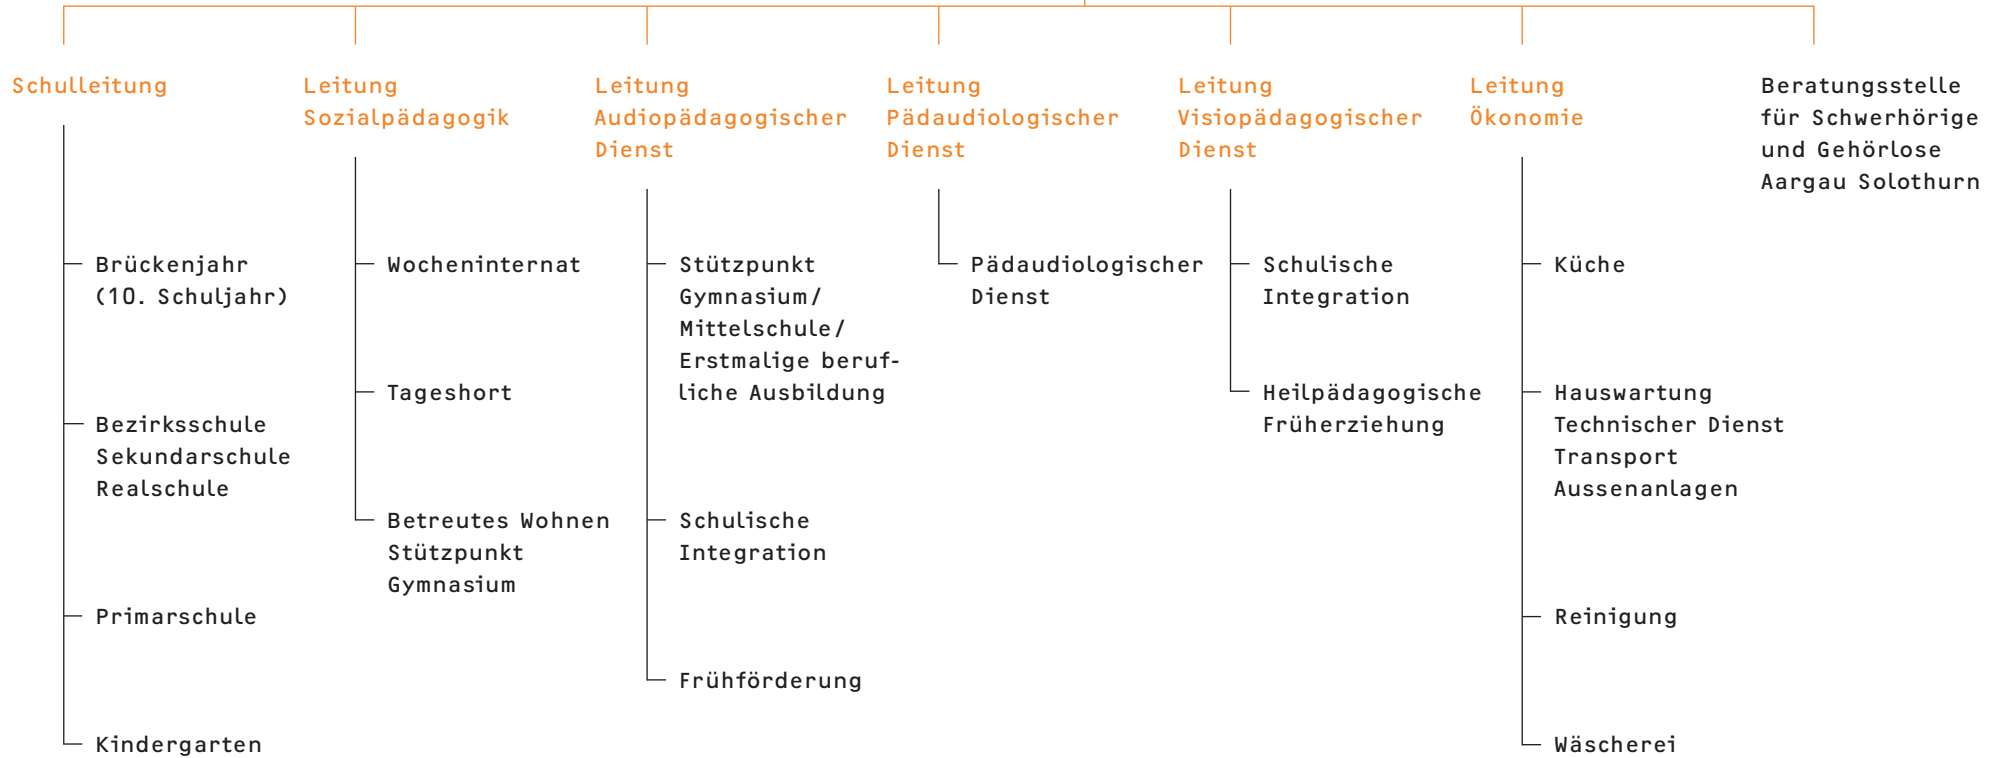 Schulleitung
Brückenjahr
(10. Schuljahr)
Bezirksschule
Sekundarschule
Realschule
Primarschule
Kindergarten
Leitung
Sozialpädagogik
Wocheninternat
Tageshort
Betreutes Wohnen
Stützpunkt
Gymnasium
Leitung
Audiopädagogischer
Dienst
Stützpunkt
Gymnasium/
Mittelschule/
Erstmalige beruf-
liche Ausbildung
Schulische
Integration
Frühförderung
Leitung
Pädaudiologischer
Dienst
Pädaudiologischer
Dienst
Leitung
Visiopädagogischer
Dienst
Schulische
Integration
Heilpädagogische
Früherziehung
Leitung
Ökonomie
Küche
Hauswartung
Technischer Dienst
Transport
Aussenanlagen
Reinigung
Wäscherei
Beratungsstelle
für Schwerhörige
und Gehörlose
Aargau Solothurn